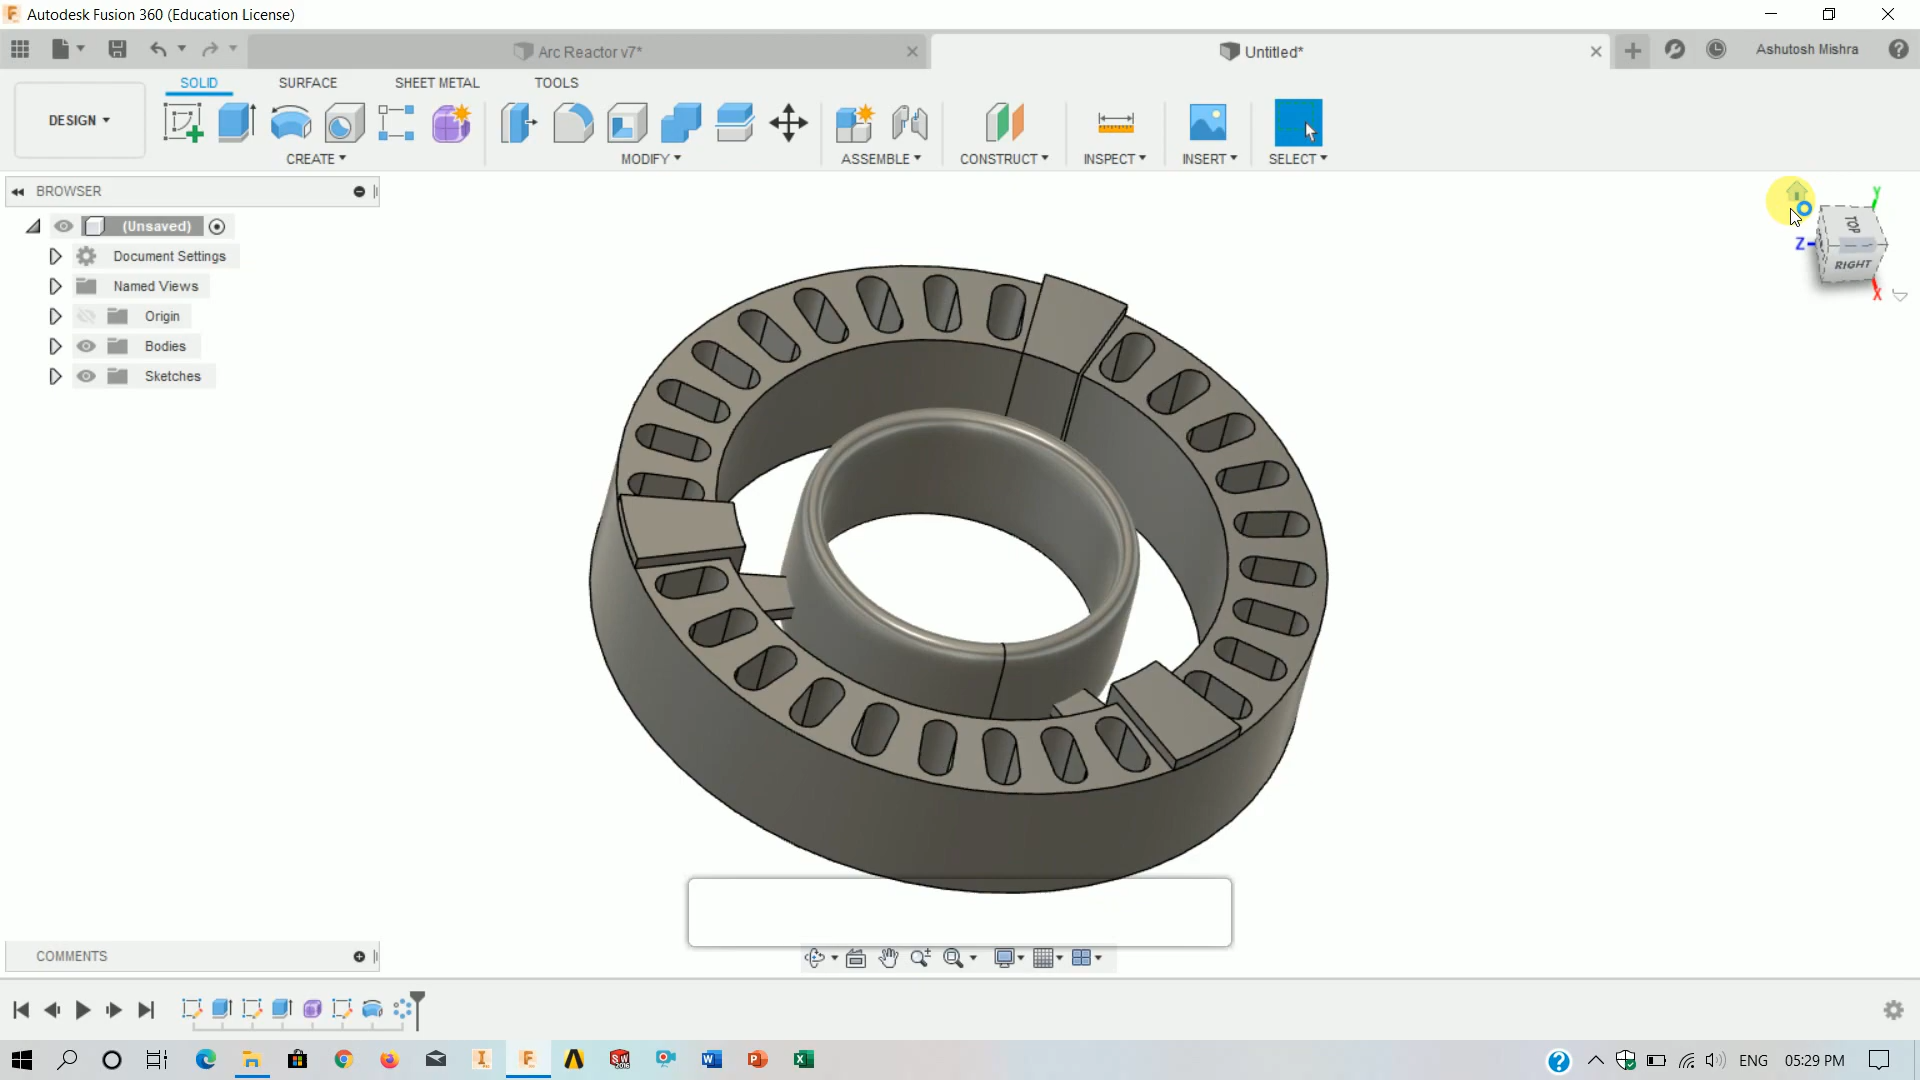 Autodesk Fusion 360 (Education License)
Arc Reactor v7*
Untitled*
Ashutosh Mishra
SOLID
SURFACE
SHEET METAL
TOOLS
DESIGN
CREATE
MODIFY
ASSEMBLE
CONSTRUCT
INSPECT
INSERT
SELECT
BROWSER
(Unsaved)
Document Settings
Named Views
Origin
Bodies
Sketches
Y
TOP
Z
RIGHT
X
COMMENTS
ENG
05:29 PM